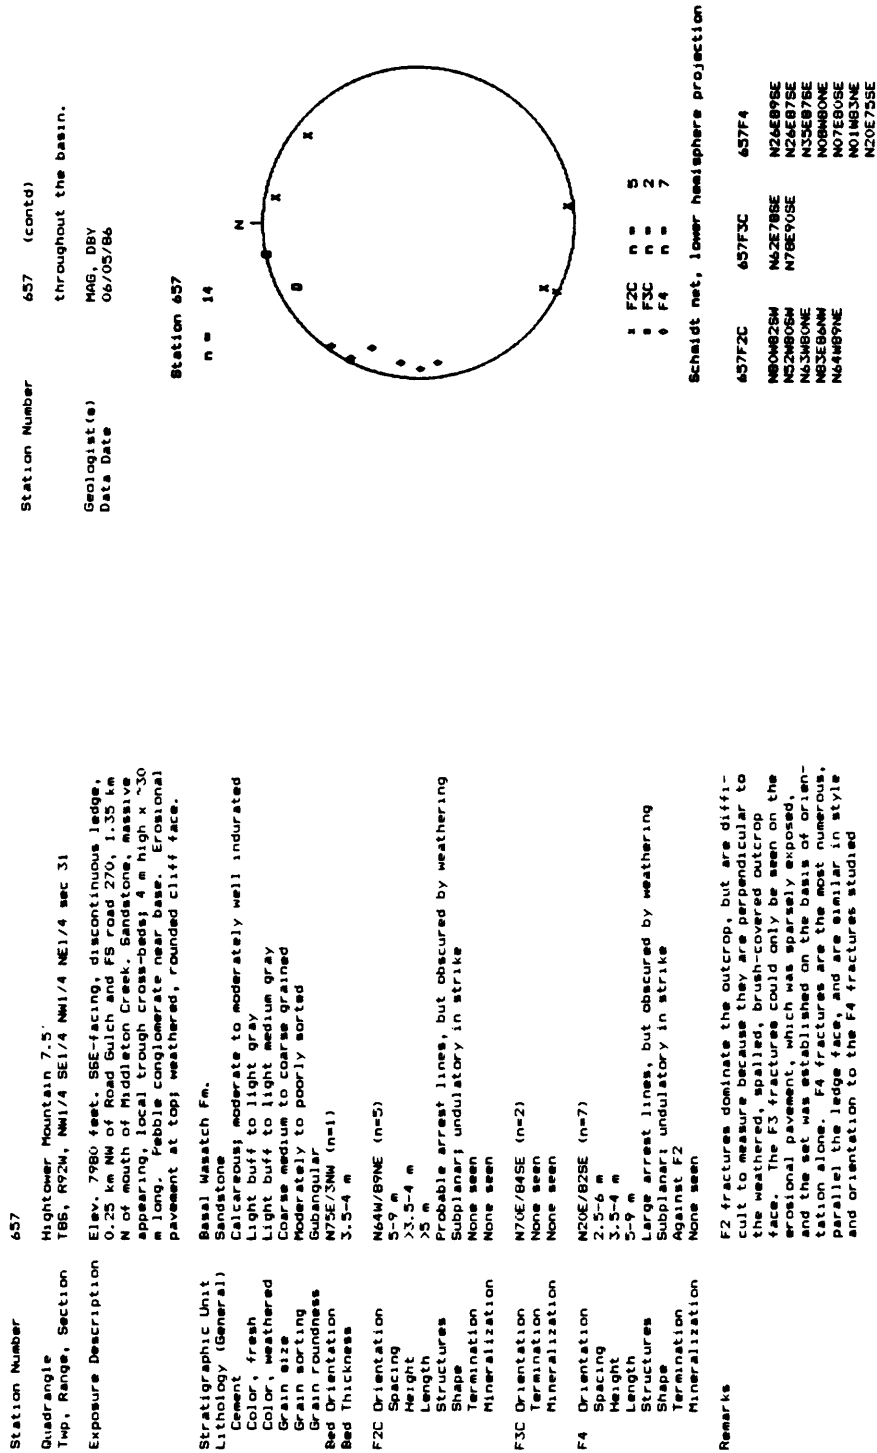 Station Number 657
Quadrangle Hightower Mountain 7.5'
Twp, Range, Section T8S, R92W, NW1/4 SE1/4 NW1/4 NE1/4 sec 31
Exposure Description Elev. 7980 feet. SSE-facing, discontinuous ledge,
0.25 km NW of Road Gulch and FS road 270, 1.35 km
N of mouth of Middleton Creek. Sandstone, massive
appearing, local trough cross-beds; 4 m high x ~30
m long. Pebble conglomerate near base. Erosional
pavement at top; weathered, rounded cliff face.
Stratigraphic Unit Basal Wasatch Fm.
Lithology (General) Sandstone
Cement Calcareous; moderate to moderately well indurated
Color, fresh Light buff to light gray
Color, weathered Light buff to light medium gray
Grain size Coarse medium to coarse grained
Grain sorting Moderately to poorly sorted
Grain roundness Subangular
Bed Orientation N75E/3NW (n=1)
Bed Thickness 3.5-4 m
F2C Orientation N64W/89NE (n=5)
Spacing 5-9 m
Height >3.5-4 m
Length >5 m
Structures Probable arrest lines, but obscured by weathering
Shape Subplanar; undulatory in strike
Termination None seen
Mineralization None seen
F3C Orientation N70E/84SE (n=2)
Termination None seen
Mineralization None seen
F4 Orientation N20E/82SE (n=7)
Spacing 2.5-6 m
Height 3.5-4 m
Length 5-9 m
Structures Large arrest lines, but obscured by weathering
Shape Subplanar; undulatory in strike
Termination Against F2
Mineralization None seen
Remarks F2 fractures dominate the outcrop, but are diffi-
cult to measure because they are perpendicular to
the weathered, spalled, brush-covered outcrop
face. The F3 fractures could only be seen on the
erosional pavement, which was sparsely exposed,
and the set was established on the basis of orien-
tation alone. F4 fractures are the most numerous,
parallel the ledge face, and are similar in style
and orientation to the F4 fractures studied
Station Number 657 (contd)
throughout the basin.
Geologist(s) MAG, DBY
Data Date 06/05/86
Station 657
n = 14
N
x F2C n = 5
¤ F3C n = 2
♦ F4 n = 7
Schmidt net, lower hemisphere projection
657F2C 657F3C 657F4
N80W82SW N62E78SE N26E89SE
N52W80SW N78E90SE N26E87SE
N63W80NE N35E87SE
N83E86NW N08W80NE
N64W89NE N07E80SE
N01W83NE
N20E75SE